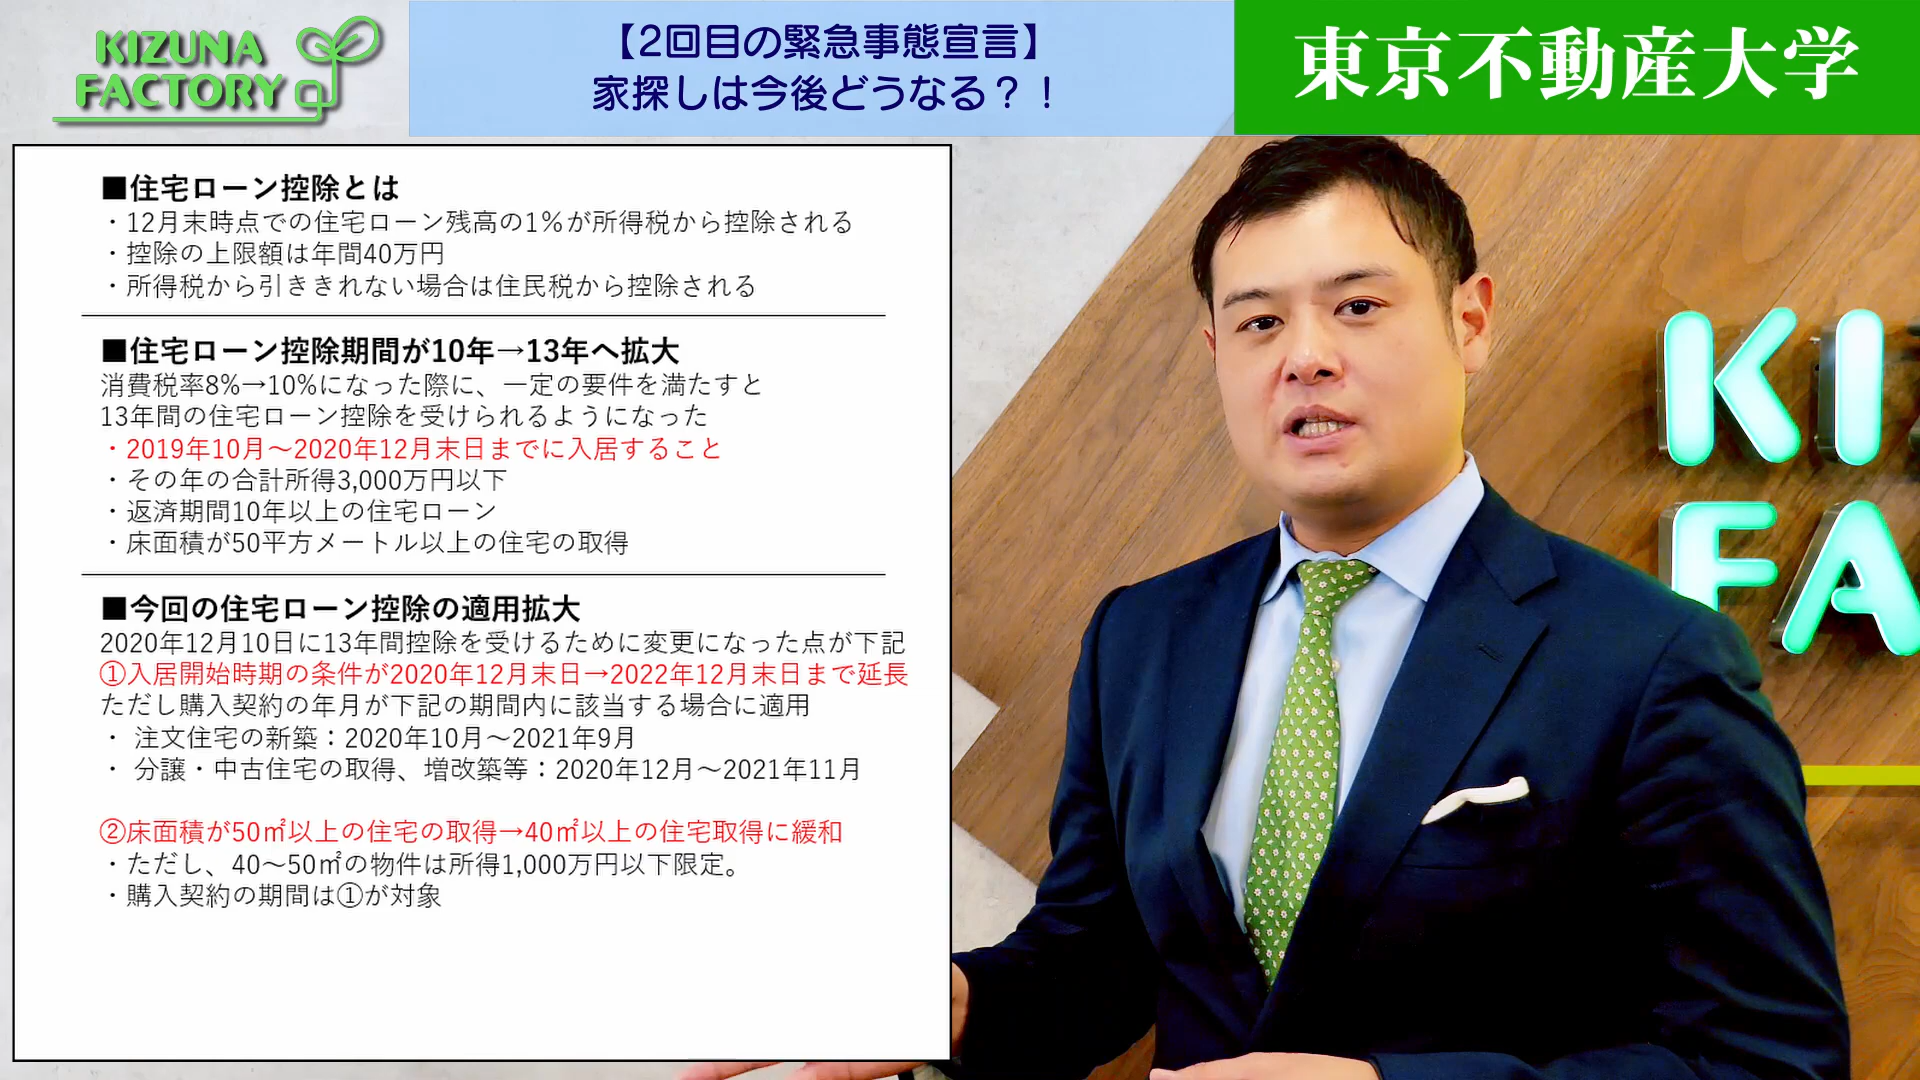 KIZUNA
FACTORY
【2回目の緊急事態宣言】
家探しは今後どうなる？！
東京不動産大学
■住宅ローン控除とは
・12月末時点での住宅ローン残高の1％が所得税から控除される
・控除の上限額は年間40万円
・所得税から引ききれない場合は住民税から控除される
■住宅ローン控除期間が10年→13年へ拡大
消費税率8%→10%になった際に、一定の要件を満たすと
13年間の住宅ローン控除を受けられるようになった
・2019年10月～2020年12月末日までに入居すること
・その年の合計所得3,000万円以下
・返済期間10年以上の住宅ローン
・床面積が50平方メートル以上の住宅の取得
■今回の住宅ローン控除の適用拡大
2020年12月10日に13年間控除を受けるために変更になった点が下記
①入居開始時期の条件が2020年12月末日→2022年12月末日まで延長
ただし購入契約の年月が下記の期間内に該当する場合に適用
・ 注文住宅の新築：2020年10月～2021年9月
・ 分譲・中古住宅の取得、増改築等：2020年12月～2021年11月
②床面積が50㎡以上の住宅の取得→40㎡以上の住宅取得に緩和
・ただし、40～50㎡の物件は所得1,000万円以下限定。
・購入契約の期間は①が対象
KI
FA